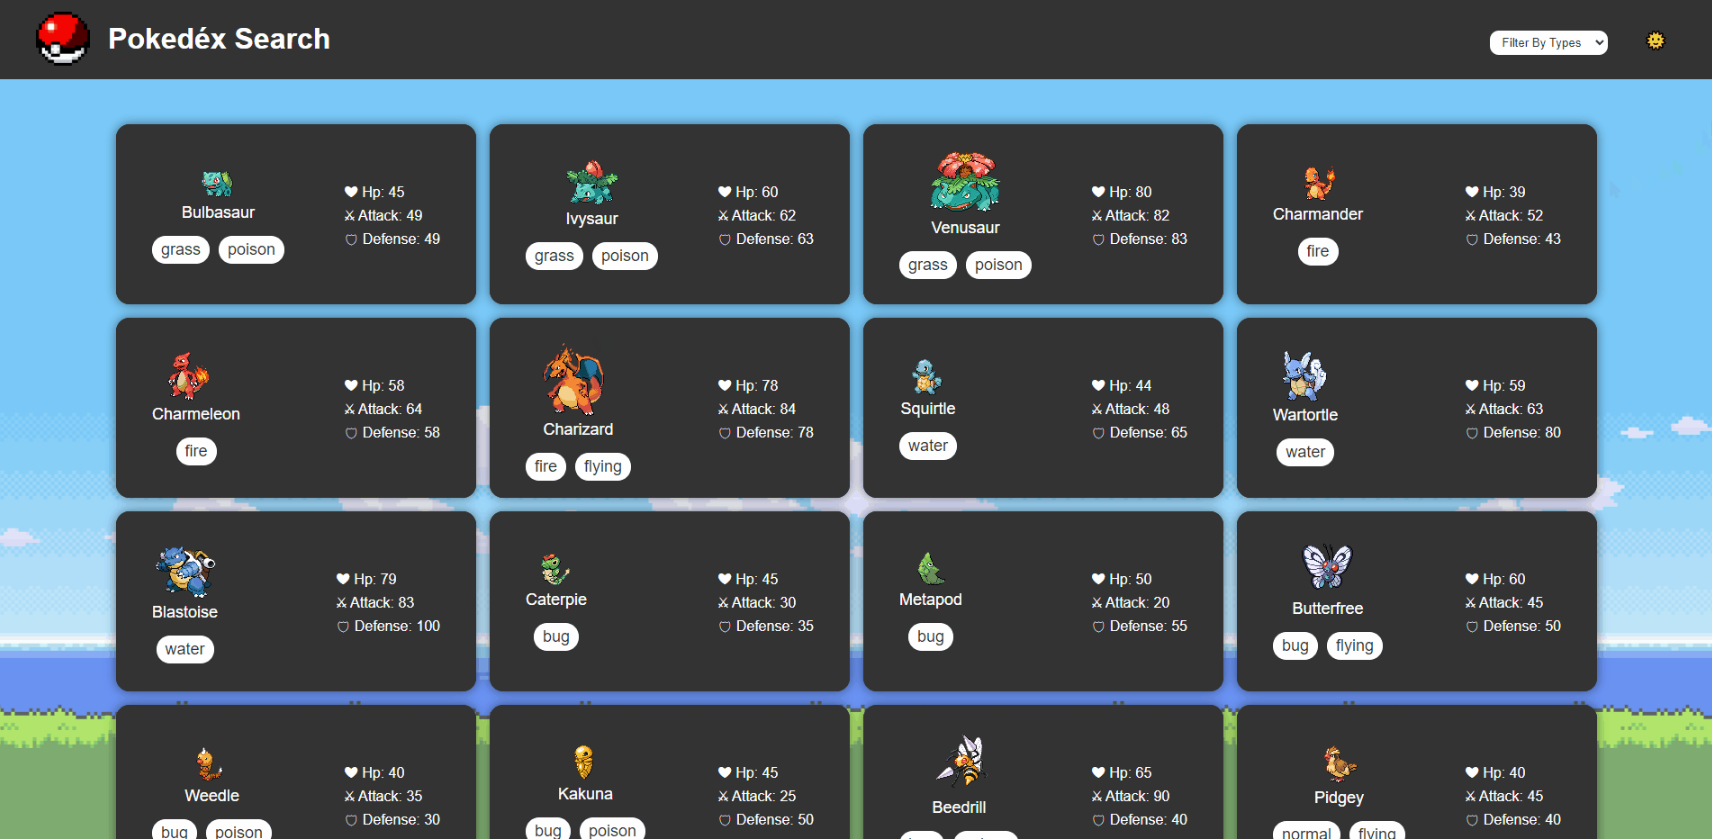 Pokedéx Search
Filter By Types
Bulbasaur
grass poison
Hp: 45
Attack: 49
Defense: 49
Ivysaur
grass poison
Hp: 60
Attack: 62
Defense: 63
Venusaur
grass poison
Hp: 80
Attack: 82
Defense: 83
Charmander
fire
Hp: 39
Attack: 52
Defense: 43
Charmeleon
fire
Hp: 58
Attack: 64
Defense: 58
Charizard
fire flying
Hp: 78
Attack: 84
Defense: 78
Squirtle
water
Hp: 44
Attack: 48
Defense: 65
Wartortle
water
Hp: 59
Attack: 63
Defense: 80
Blastoise
water
Hp: 79
Attack: 83
Defense: 100
Caterpie
bug
Hp: 45
Attack: 30
Defense: 35
Metapod
bug
Hp: 50
Attack: 20
Defense: 55
Butterfree
bug flying
Hp: 60
Attack: 45
Defense: 50
Weedle
bug poison
Hp: 40
Attack: 35
Defense: 30
Kakuna
bug poison
Hp: 45
Attack: 25
Defense: 50
Beedrill
Hp: 65
Attack: 90
Defense: 40
Pidgey
normal flying
Hp: 40
Attack: 45
Defense: 40